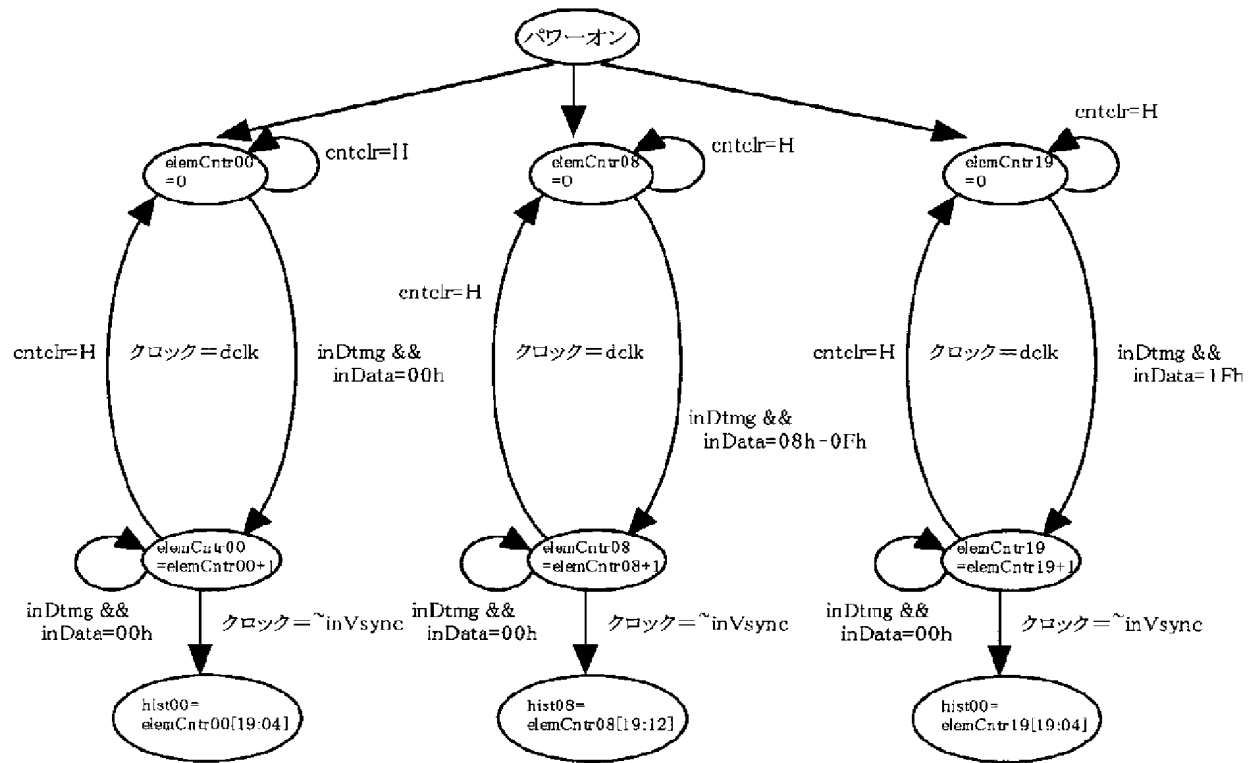 パワーオン
cntclr=H
elemCntr00
=0
cntclr=H
elemCntr08
=0
cntclr=H
elemCntr19
=0
cntclr=H
クロック=dclk
inDtmg &&
inData=00h
cntclr=H
クロック=dclk
inDtmg &&
inData=08h-0Fh
cntclr=H
クロック=dclk
inDtmg &&
inData=1Fh
elemCntr00
=elemCntr00+1
elemCntr08
=elemCntr08+1
elemCntr19
=elemCntr19+1
inDtmg &&
inData=00h
クロック=~inVsync
inDtmg &&
inData=00h
クロック=~inVsync
inDtmg &&
inData=00h
クロック=~inVsync
hist00=
elemCntr00[19:04]
hist08=
elemCntr08[19:12]
hist00=
elemCntr19[19:04]